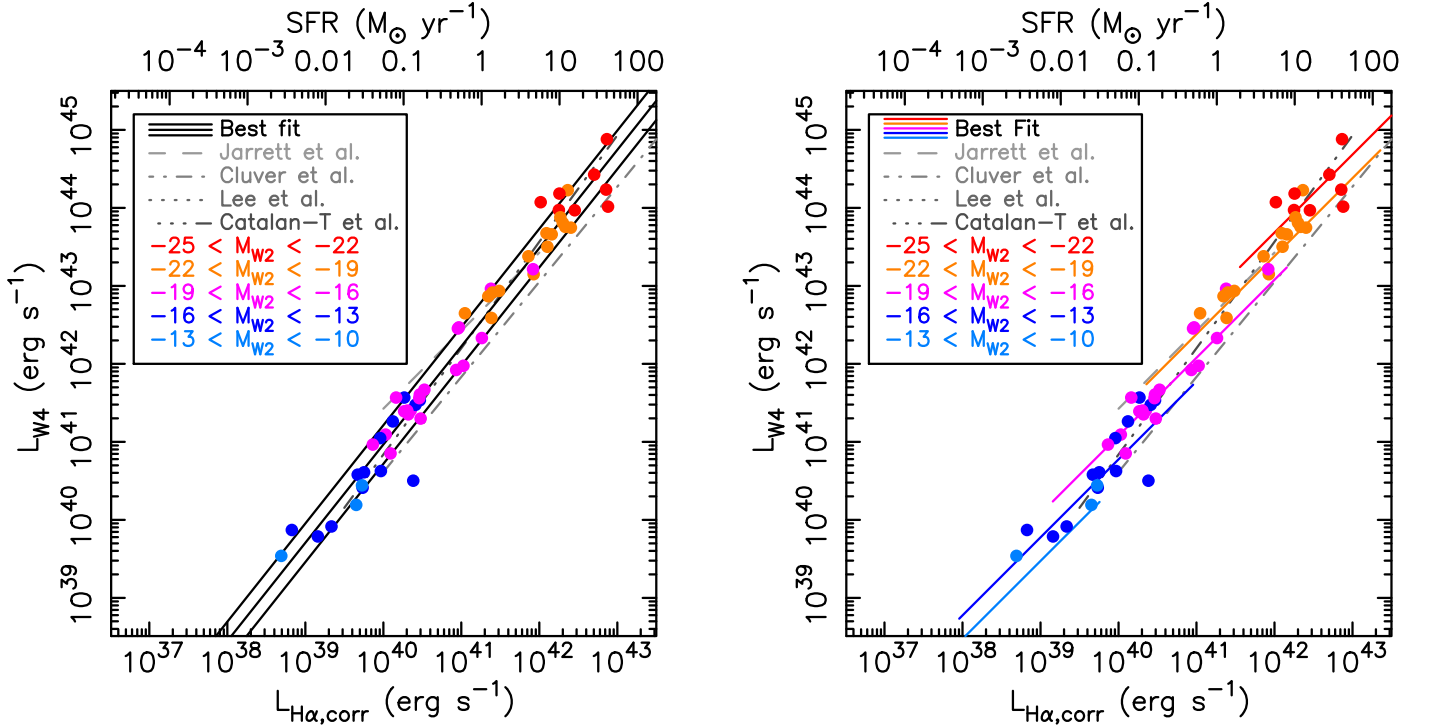 SFR (M⊙ yr−1)
10−4 10−3 0.01 0.1 1 10 100
1045
1044
1043
1042
1041
1040
1039
LW4 (erg s−1)
Best fit
Jarrett et al.
Cluver et al.
Lee et al.
Catalan−T et al.
−25 < MW2 < −22
−22 < MW2 < −19
−19 < MW2 < −16
−16 < MW2 < −13
−13 < MW2 < −10
1037 1038 1039 1040 1041 1042 1043
LHα,corr (erg s−1)
SFR (M⊙ yr−1)
10−4 10−3 0.01 0.1 1 10 100
1045
1044
1043
1042
1041
1040
1039
LW4 (erg s−1)
Best Fit
Jarrett et al.
Cluver et al.
Lee et al.
Catalan−T et al.
−25 < MW2 < −22
−22 < MW2 < −19
−19 < MW2 < −16
−16 < MW2 < −13
−13 < MW2 < −10
1037 1038 1039 1040 1041 1042 1043
LHα,corr (erg s−1)